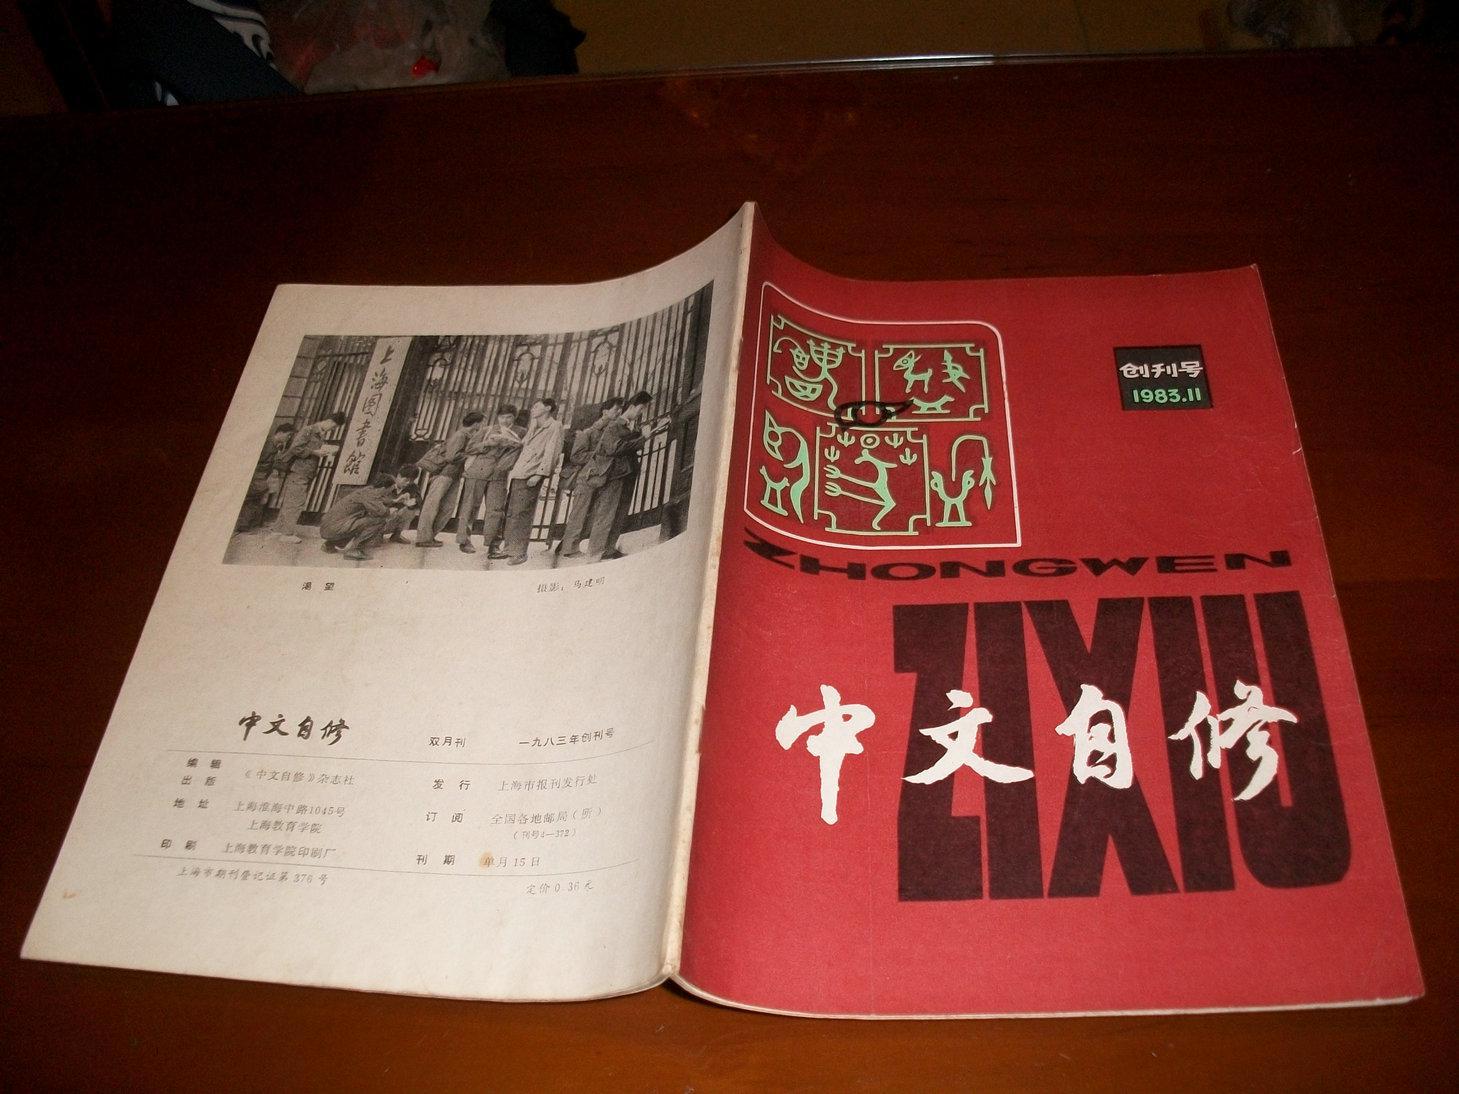 上海图書館
渴望
摄影：马建明
中文自修
双月刊
一九八三年创刊号
编辑
出版
《中文自修》杂志社
地址
上海淮海中路1045号
上海教育学院
印刷
上海教育学院印刷厂
上海市期刊登记证第376号
发行
上海市报刊发行处
订阅
全国各地邮局（所）
（刊号4—372）
刊期
单月15日
定价0.36元
创刊号
1983.11
ZHONGWEN
ZIXIU
中文自修